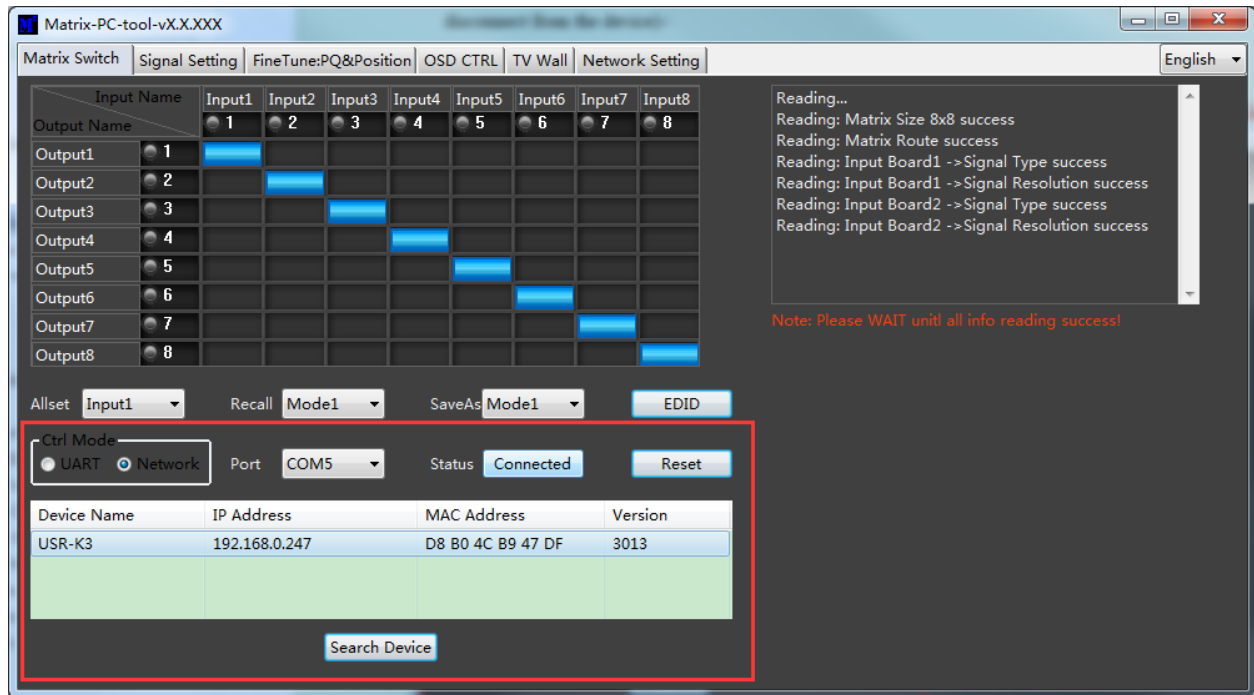 Matrix-PC-tool-vX.X.XXX
Matrix Switch Signal Setting FineTune:PQ&Position OSD CTRL TV Wall Network Setting English
Input Name Input1 Input2 Input3 Input4 Input5 Input6 Input7 Input8
Output Name 1 2 3 4 5 6 7 8
Output1 1
Output2 2
Output3 3
Output4 4
Output5 5
Output6 6
Output7 7
Output8 8
Reading...
Reading: Matrix Size 8x8 success
Reading: Matrix Route success
Reading: Input Board1 ->Signal Type success
Reading: Input Board1 ->Signal Resolution success
Reading: Input Board2 ->Signal Type success
Reading: Input Board2 ->Signal Resolution success
Note: Please WAIT unitl all info reading success!
Allset Input1 Recall Mode1 SaveAs Mode1 EDID
Ctrl Mode
UART Network Port COM5 Status Connected Reset
Device Name IP Address MAC Address Version
USR-K3 192.168.0.247 D8 B0 4C B9 47 DF 3013
Search Device